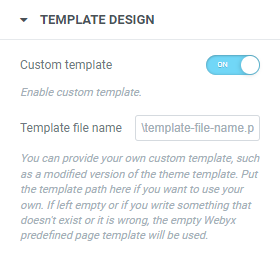 TEMPLATE DESIGN
Custom template
ON
Enable custom template.
Template file name
\template-file-name.p
You can provide your own custom template, such
as a modified version of the theme template. Put
the template path here if you want to use your
own. If left empty or if you write something that
doesn't exist or it is wrong, the empty Webyx
predefined page template will be used.